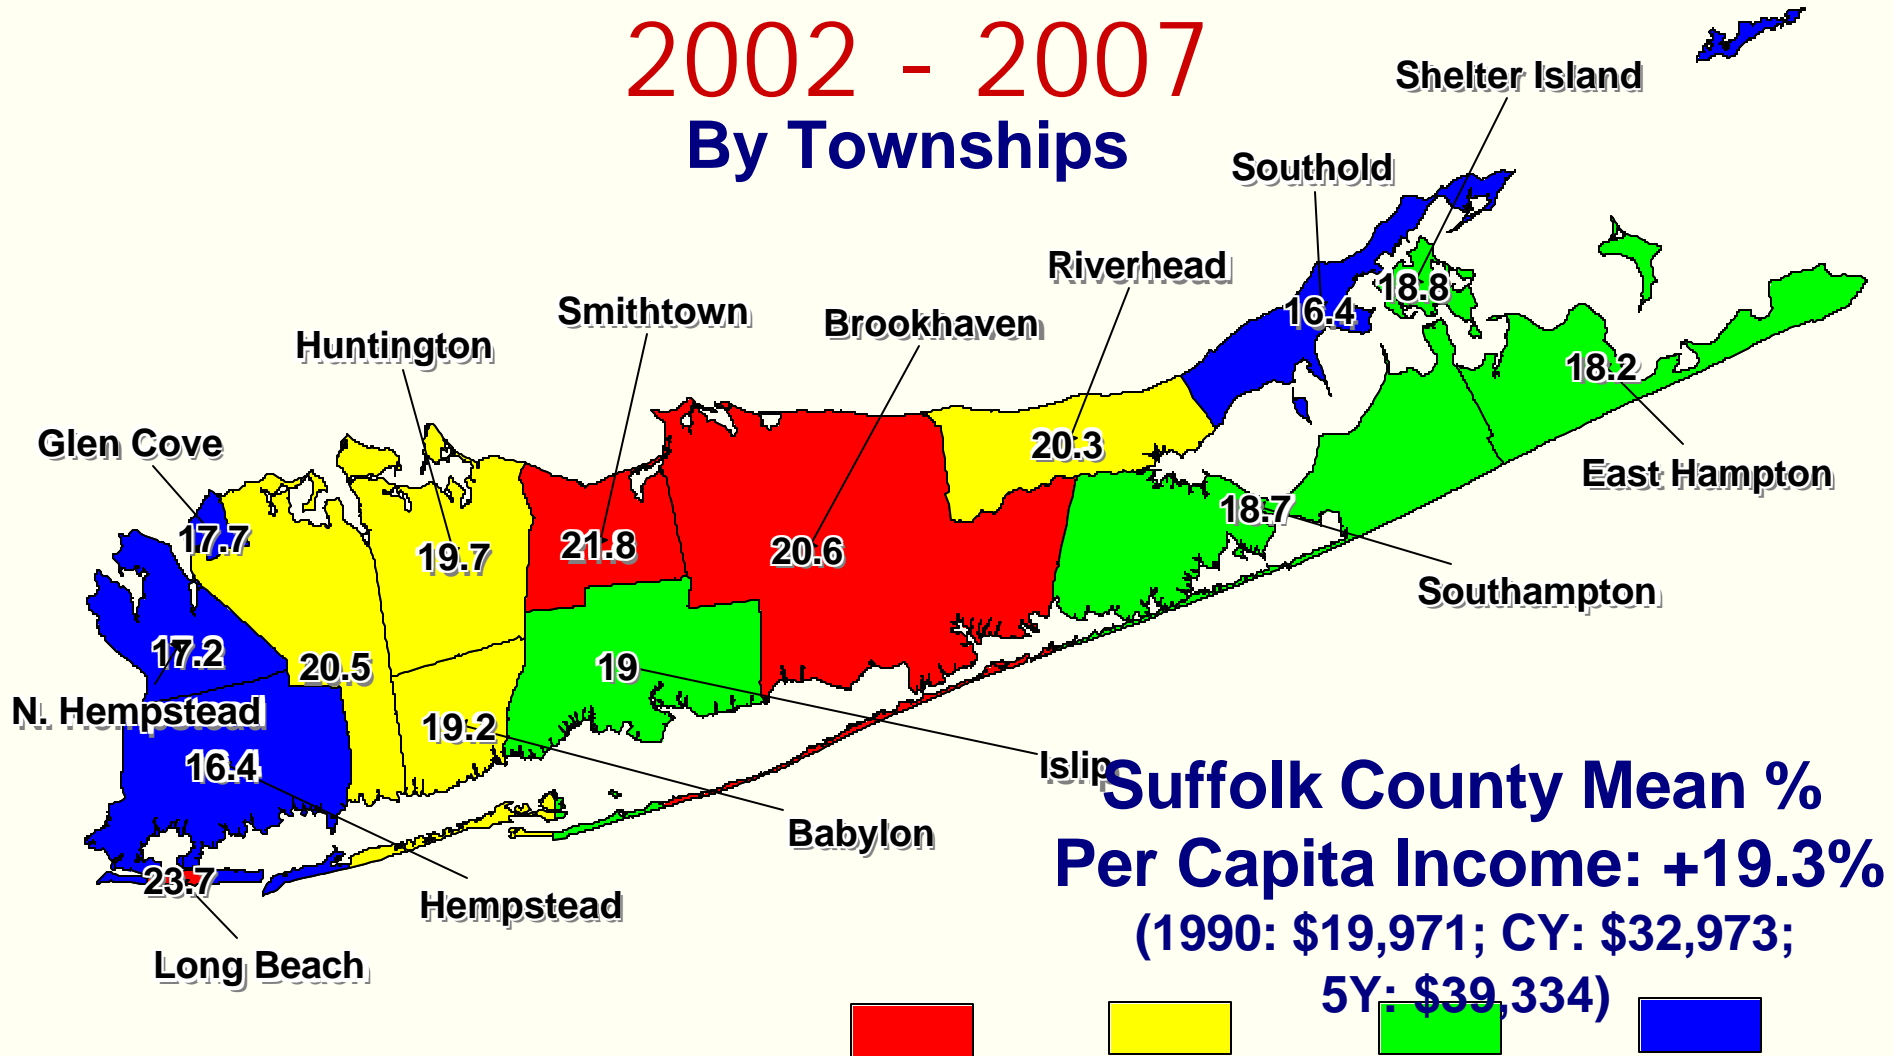 2002 - 2007
By Townships
Shelter Island
Southold
Riverhead
Smithtown
Brookhaven
Huntington
Glen Cove
18.8
16.4
18.2
20.3
East Hampton
18.7
17.7
19.7
21.8
20.6
Southampton
17.2
20.5
19
N. Hempstead
19.2
16.4
Islip
Suffolk County Mean %
Babylon
Per Capita Income: +19.3%
23.7
Hempstead
(1990: $19,971; CY: $32,973;
Long Beach
5Y: $39,334)